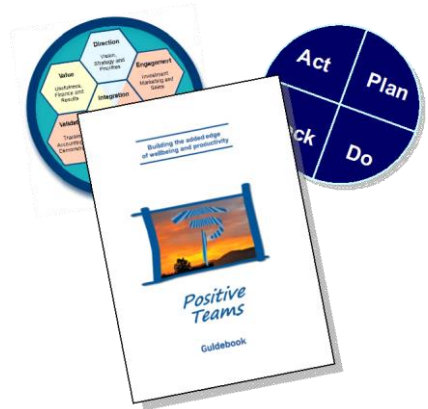 Direction
Vision,
Strategy and
Priorities
Value
Usefulness,
Finance and
Results
Engagement
Investment,
Marketing and
Sales
Integration
Act
Plan
Do
Building the added edge
of wellbeing and productivity
Positive
Teams
Guidebook